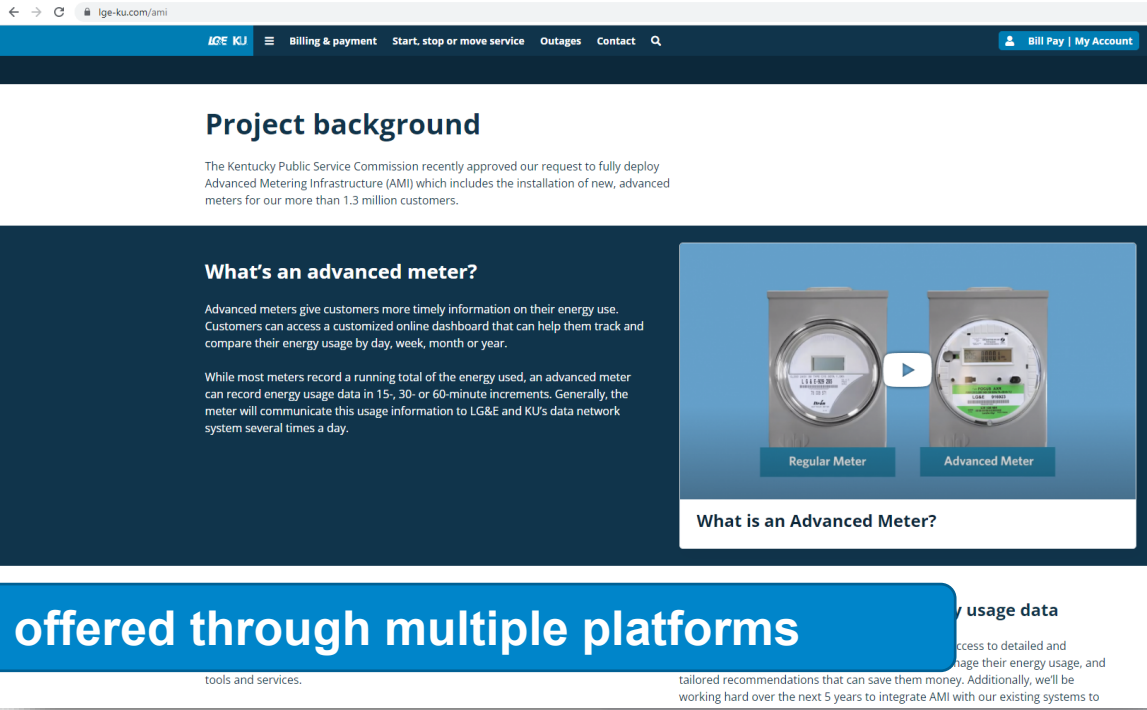 lge-ku.com/ami
LG&E KU
Billing & payment Start, stop or move service Outages Contact
Bill Pay | My Account
Project background
The Kentucky Public Service Commission recently approved our request to fully deploy
Advanced Metering Infrastructure (AMI) which includes the installation of new, advanced
meters for our more than 1.3 million customers.
What's an advanced meter?
Advanced meters give customers more timely information on their energy use.
Customers can access a customized online dashboard that can help them track and
compare their energy usage by day, week, month or year.
While most meters record a running total of the energy used, an advanced meter
can record energy usage data in 15-, 30- or 60-minute increments. Generally, the
meter will communicate this usage information to LG&E and KU's data network
system several times a day.
Regular Meter
Advanced Meter
What is an Advanced Meter?
offered through multiple platforms
tools and services.
usage data
to detailed and
their energy usage, and
tailored recommendations that can save them money. Additionally, we'll be
working hard over the next 5 years to integrate AMI with our existing systems to